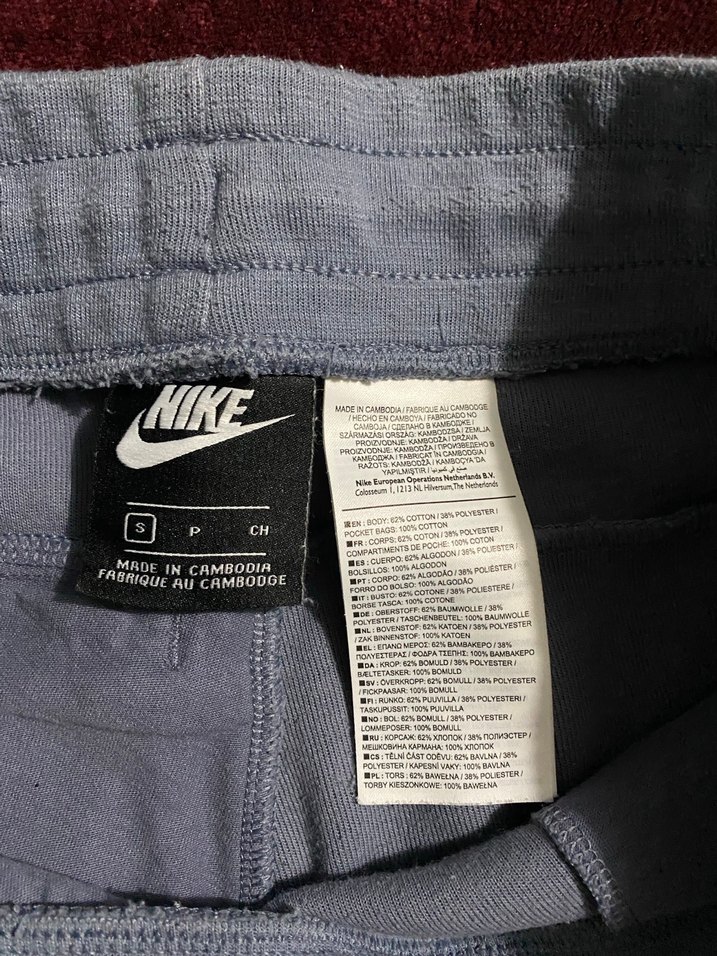 NIKE
S P CH
MADE IN CAMBODIA
FABRIQUE AU CAMBODGE
MADE IN CAMBODIA / FABRIQUE AU CAMBODGE
/ HECHO EN CAMBOYA / FABRICADO NO
CAMBOJA / СДЕЛАНО В КАМБОДЖЕ /
SZÁRMAZÁSI ORSZÁG: KAMBODZSA / ZEMLJA
PROIZVODNJE: KAMBODŽA / DRŽAVA
PROIZVODNJE: KAMBODŽA / ПРОИЗВЕДЕНО В
КАМБОДЖА / FABRICAT ÎN CAMBODGIA /
RAŽOTS: KAMBODŽĀ / KAMBOÇYA'DA
YAPILMIŞTIR / صنع في كمبوديا
Nike European Operations Netherlands B.V.
Colosseum 1, 1213 NL Hilversum, The Netherlands
EN : BODY: 62% COTTON / 38% POLYESTER /
POCKET BAGS: 100% COTTON
FR : CORPS: 62% COTON / 38% POLYESTER /
COMPARTIMENTS DE POCHE: 100% COTON
ES : CUERPO: 62% ALGODON / 38% POLIESTER /
BOLSILLOS: 100% ALGODON
PT : CORPO: 62% ALGODÃO / 38% POLIÉSTER /
FORRO DO BOLSO: 100% ALGODÃO
IT : BUSTO: 62% COTONE / 38% POLIESTERE /
BORSE TASCA: 100% COTONE
DE : OBERSTOFF: 62% BAUMWOLLE / 38%
POLYESTER / TASCHENBEUTEL: 100% BAUMWOLLE
NL : BOVENSTOF: 62% KATOEN / 38% POLYESTER
/ ZAK BINNENSTOF: 100% KATOEN
EL : ΕΠΑΝΩ ΜΕΡΟΣ: 62% ΒΑΜΒΑΚΕΡΟ / 38%
ΠΟΛΥΕΣΤΕΡΑΣ / ΦΟΔΡΑ ΤΣΕΠΗΣ: 100% ΒΑΜΒΑΚΕΡΟ
DA : KROP: 62% BOMULD / 38% POLYESTER /
BÆLTETASKER: 100% BOMULD
SV : ÖVERKROPP: 62% BOMULL / 38% POLYESTER
/ FICKPAASAR: 100% BOMULL
FI : RUNKO: 62% PUUVILLA / 38% POLYESTERI /
TASKUPUSSIT: 100% PUUVILLA
NO : BOL: 62% BOMULL / 38% POLYESTER /
LOMMEPOSER: 100% BOMULL
RU : КОРСАЖ: 62% ХЛОПОК / 38% ПОЛИЭСТЕР /
МЕШКОВИНА КАРМАНА: 100% ХЛОПОК
CS : TĚLNÍ ČÁST ODĚVU: 62% BAVLNA / 38%
POLYESTER / KAPESNÍ VAKY: 100% BAVLNA
PL : TORS : 62% BAWEŁNA / 38% POLIESTER /
TORBY KIESZONKOWE: 100% BAWEŁNA